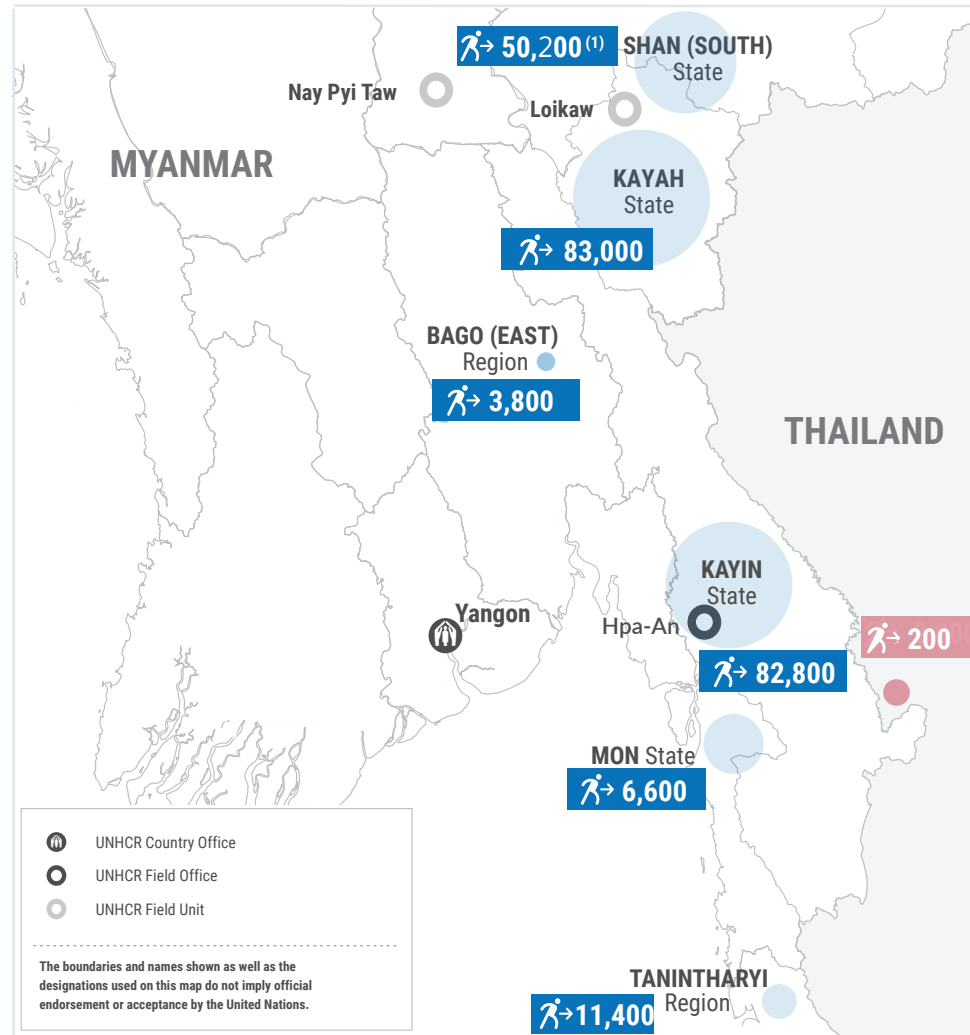 50,200 (1)
SHAN (SOUTH)
State
Nay Pyi Taw
Loikaw
MYANMAR
KAYAH
State
83,000
BAGO (EAST)
Region
3,800
THAILAND
KAYIN
State
Yangon
Hpa-An
200
82,800
MON State
6,600
UNHCR Country Office
UNHCR Field Office
UNHCR Field Unit
The boundaries and names shown as well as the
designations used on this map do not imply official
endorsement or acceptance by the United Nations.
TANINTHARYI
Region
11,400